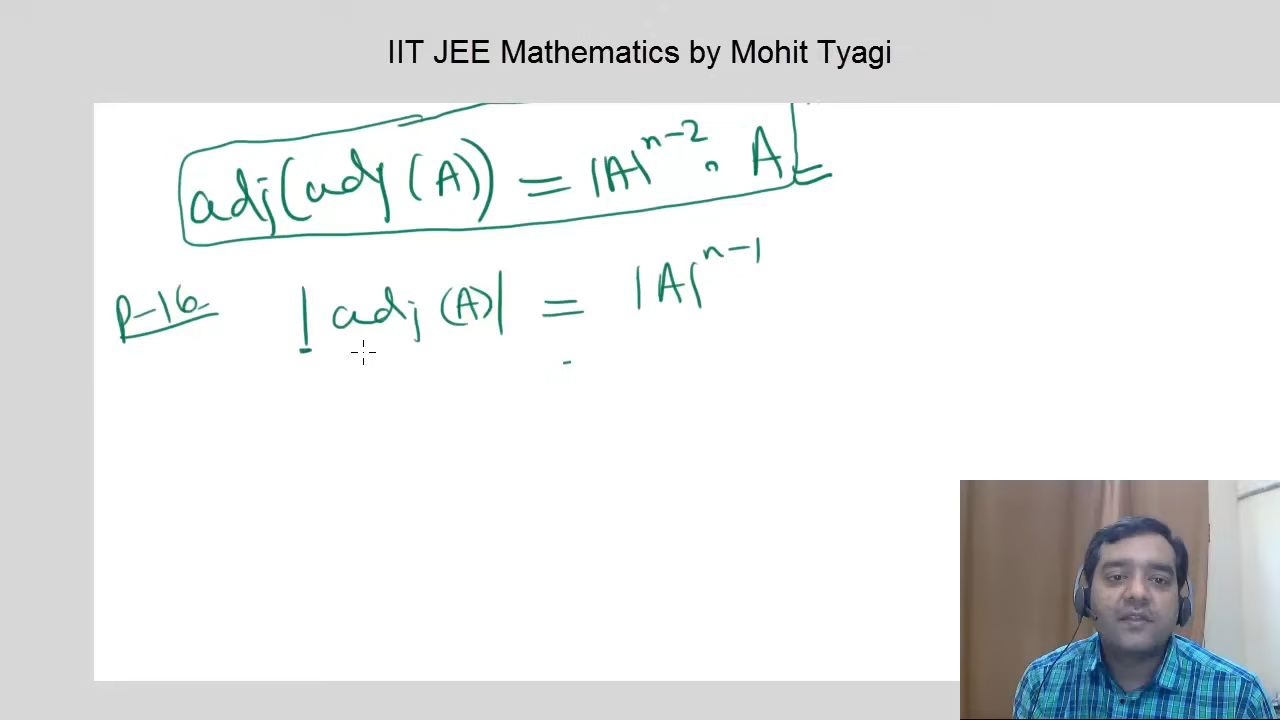 IIT JEE Mathematics by Mohit Tyagi
adj(adj(A)) = |A|^{n-2} . A
P-16. |adj(A)| = |A|^{n-1}